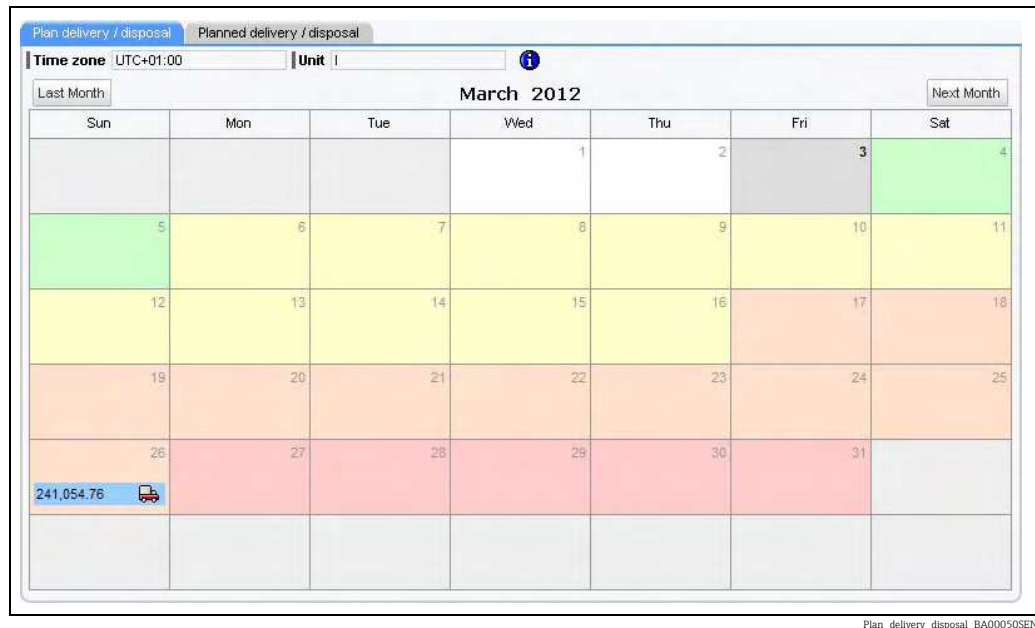 Plan delivery / disposal Planned delivery / disposal
Time zone UTC+01:00 Unit l
Last Month March 2012 Next Month
Sun Mon Tue Wed Thu Fri Sat
1 2 3 4
5 6 7 8 9 10 11
12 13 14 15 16 17 18
19 20 21 22 23 24 25
26 27 28 29 30 31
241,054.76
Plan_delivery_disposal_BA00050SEN